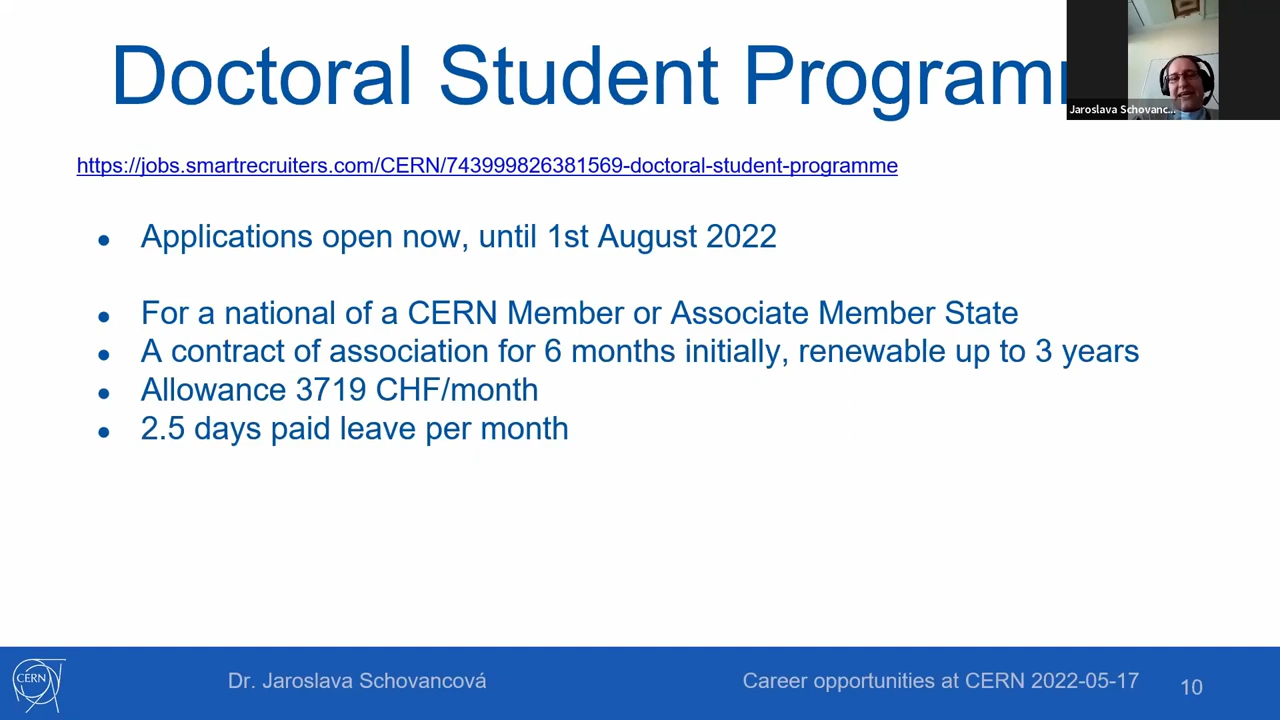 Doctoral Student Program
Jaroslava Schovanc...
https://jobs.smartrecruiters.com/CERN/743999826381569-doctoral-student-programme
● Applications open now, until 1st August 2022
● For a national of a CERN Member or Associate Member State
● A contract of association for 6 months initially, renewable up to 3 years
● Allowance 3719 CHF/month
● 2.5 days paid leave per month
CERN
Dr. Jaroslava Schovancová
Career opportunities at CERN 2022-05-17
10